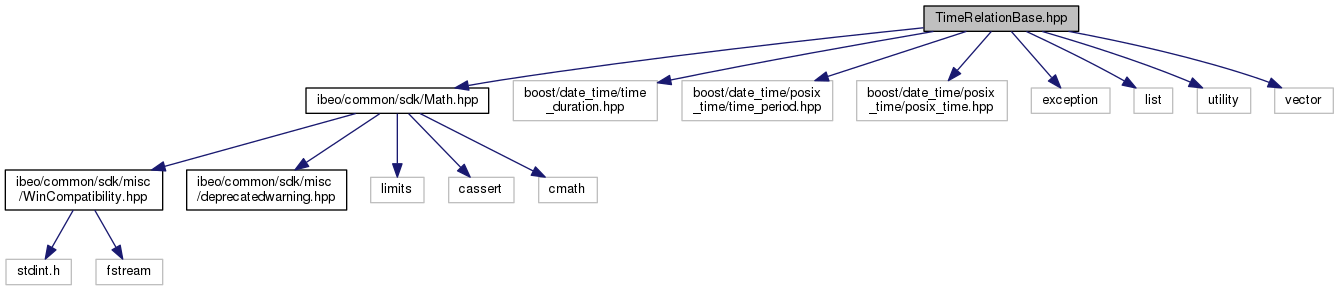 TimeRelationBase.hpp
ibeo/common/sdk/Math.hpp
boost/date_time/time
_duration.hpp
boost/date_time/posix
_time/time_period.hpp
boost/date_time/posix
_time/posix_time.hpp
exception
list
utility
vector
ibeo/common/sdk/misc
/WinCompatibility.hpp
ibeo/common/sdk/misc
/deprecatedwarning.hpp
limits
cassert
cmath
stdint.h
fstream